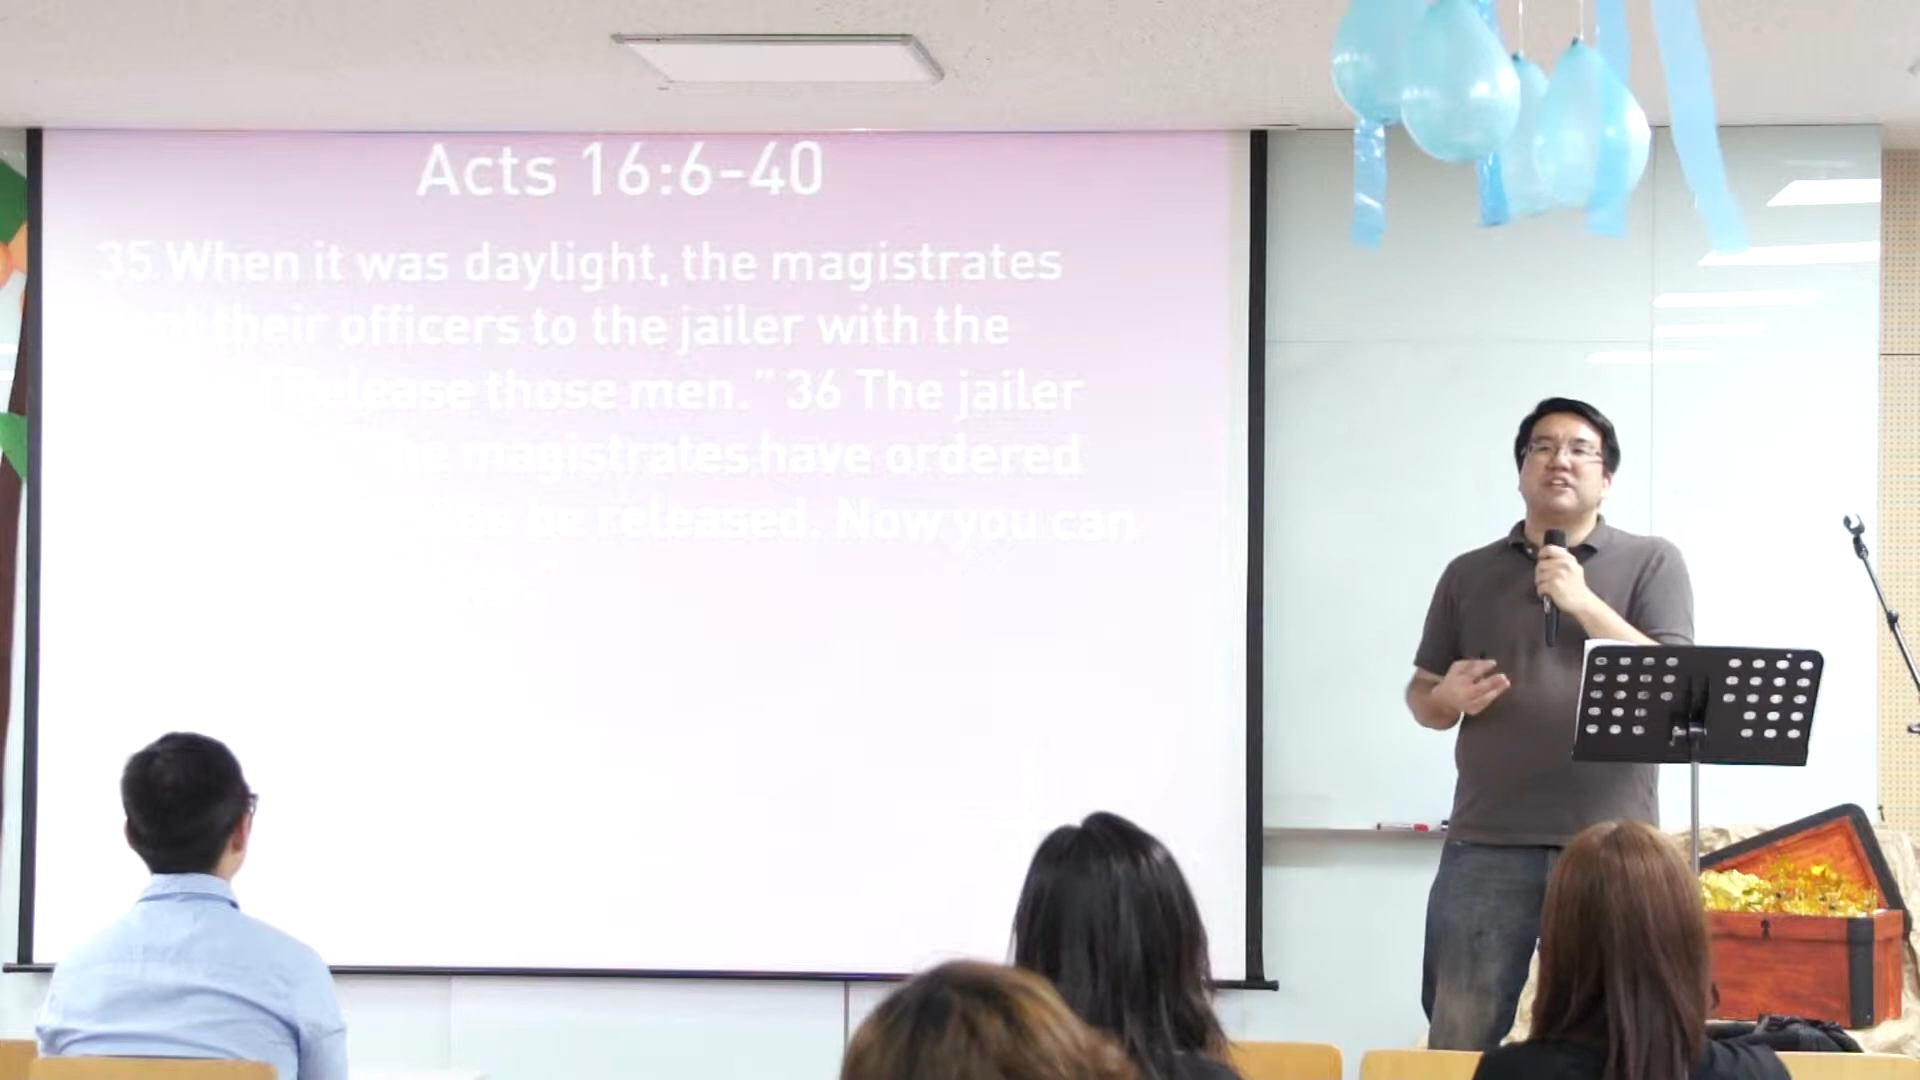 Acts 16:6-40
35 When it was daylight, the magistrates
their officers to the jailer with the
"Release those men." 36 The jailer
The magistrates have ordered
be released. Now you can